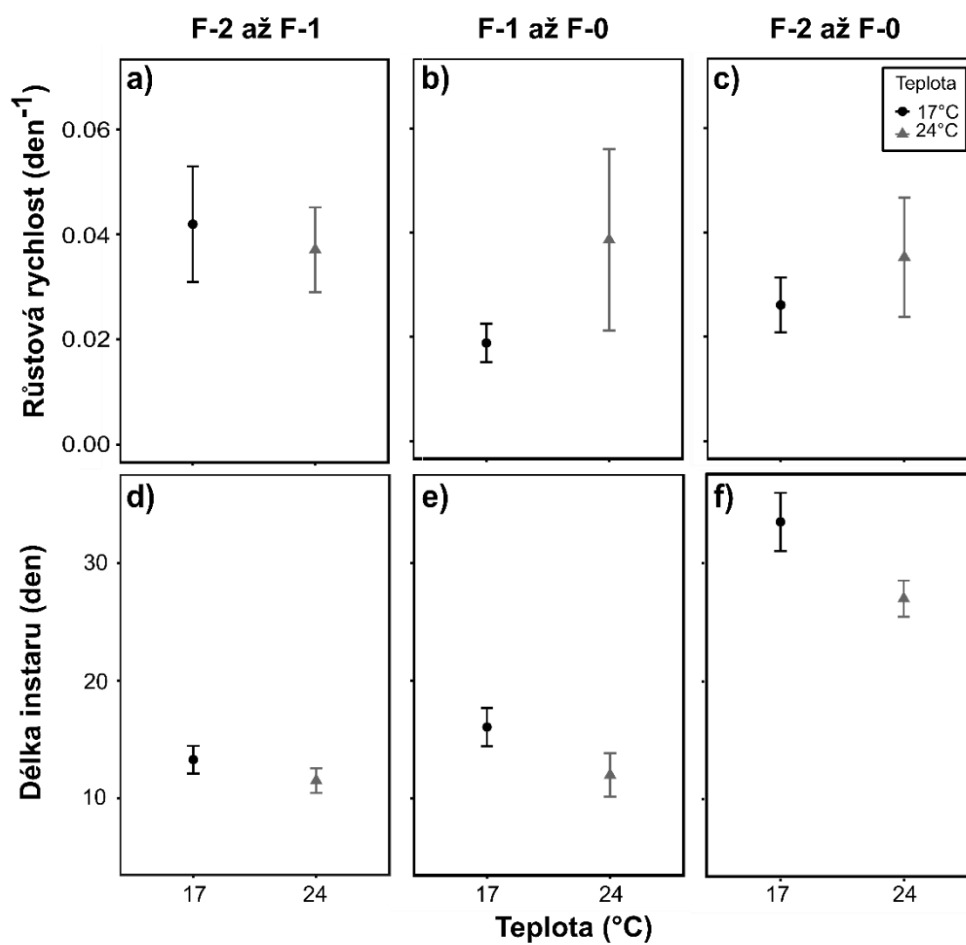 F-2 až F-1
F-1 až F-0
F-2 až F-0
a)
b)
c)
Teplota
17°C
24°C
Růstová rychlost (den-1)
0.06
0.04
0.02
0.00
d)
e)
f)
Délka instaru (den)
30
20
10
17
24
17
24
17
24
Teplota (°C)